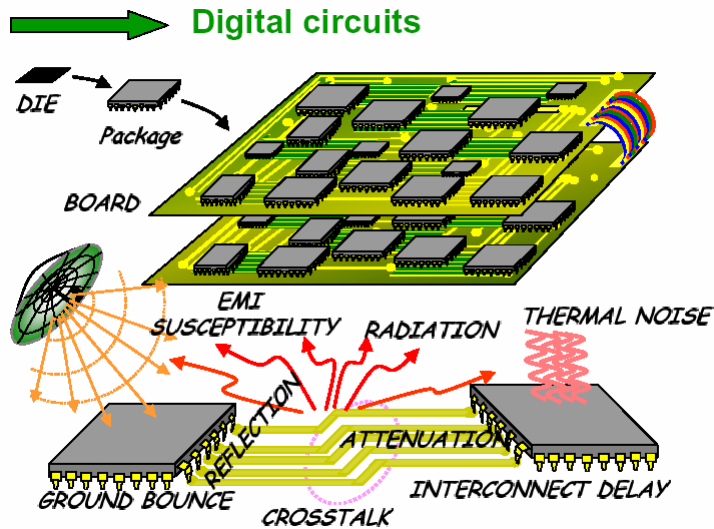 Digital circuits
DIE
Package
BOARD
EMI
SUSCEPTIBILITY
RADIATION
THERMAL NOISE
REFLECTION
ATTENUATION
GROUND BOUNCE
INTERCONNECT DELAY
CROSSTALK